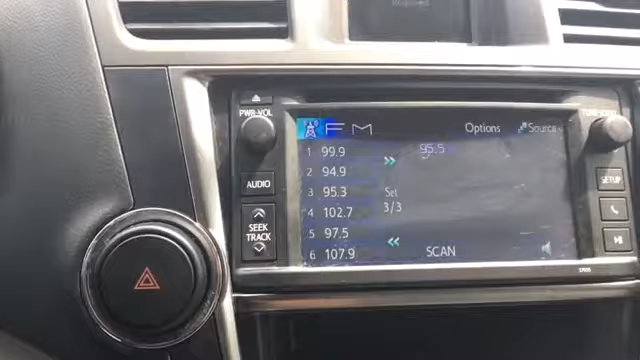 PWR•VOL
FM Options Source
1 99.9 95.5
2 94.9
3 95.3 Set
4 102.7 3/3
5 97.5
6 107.9 SCAN
AUDIO
SEEK
TRACK
SETUP